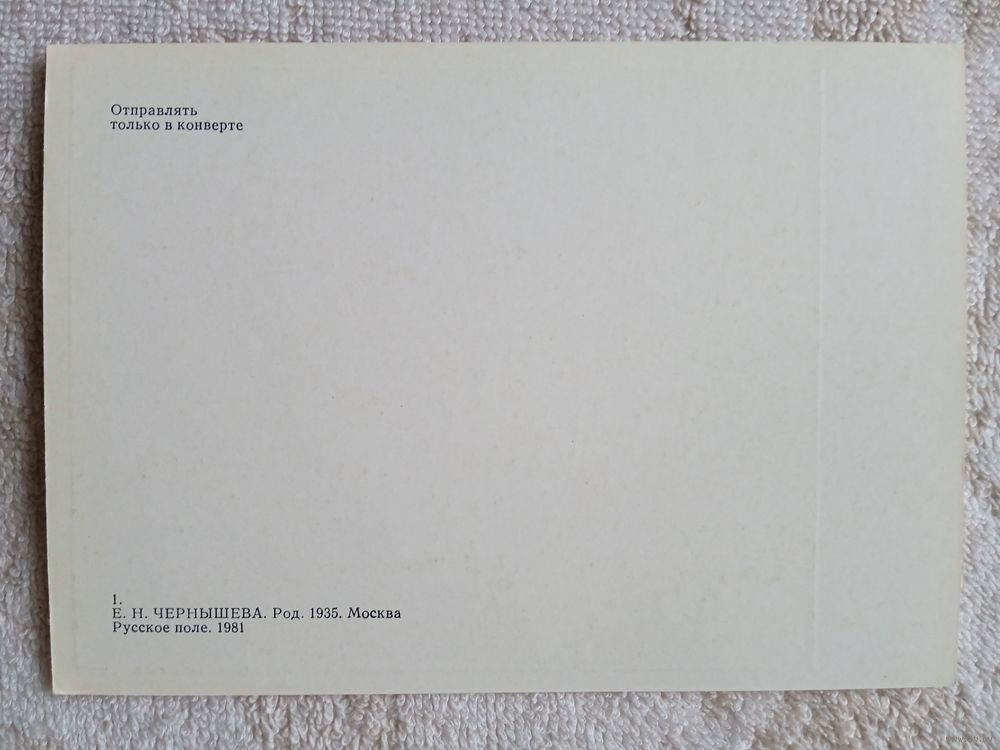 Отправлять
только в конверте
1.
Е. Н. ЧЕРНЫШЕВА. Род. 1935. Москва
Русское поле. 1981